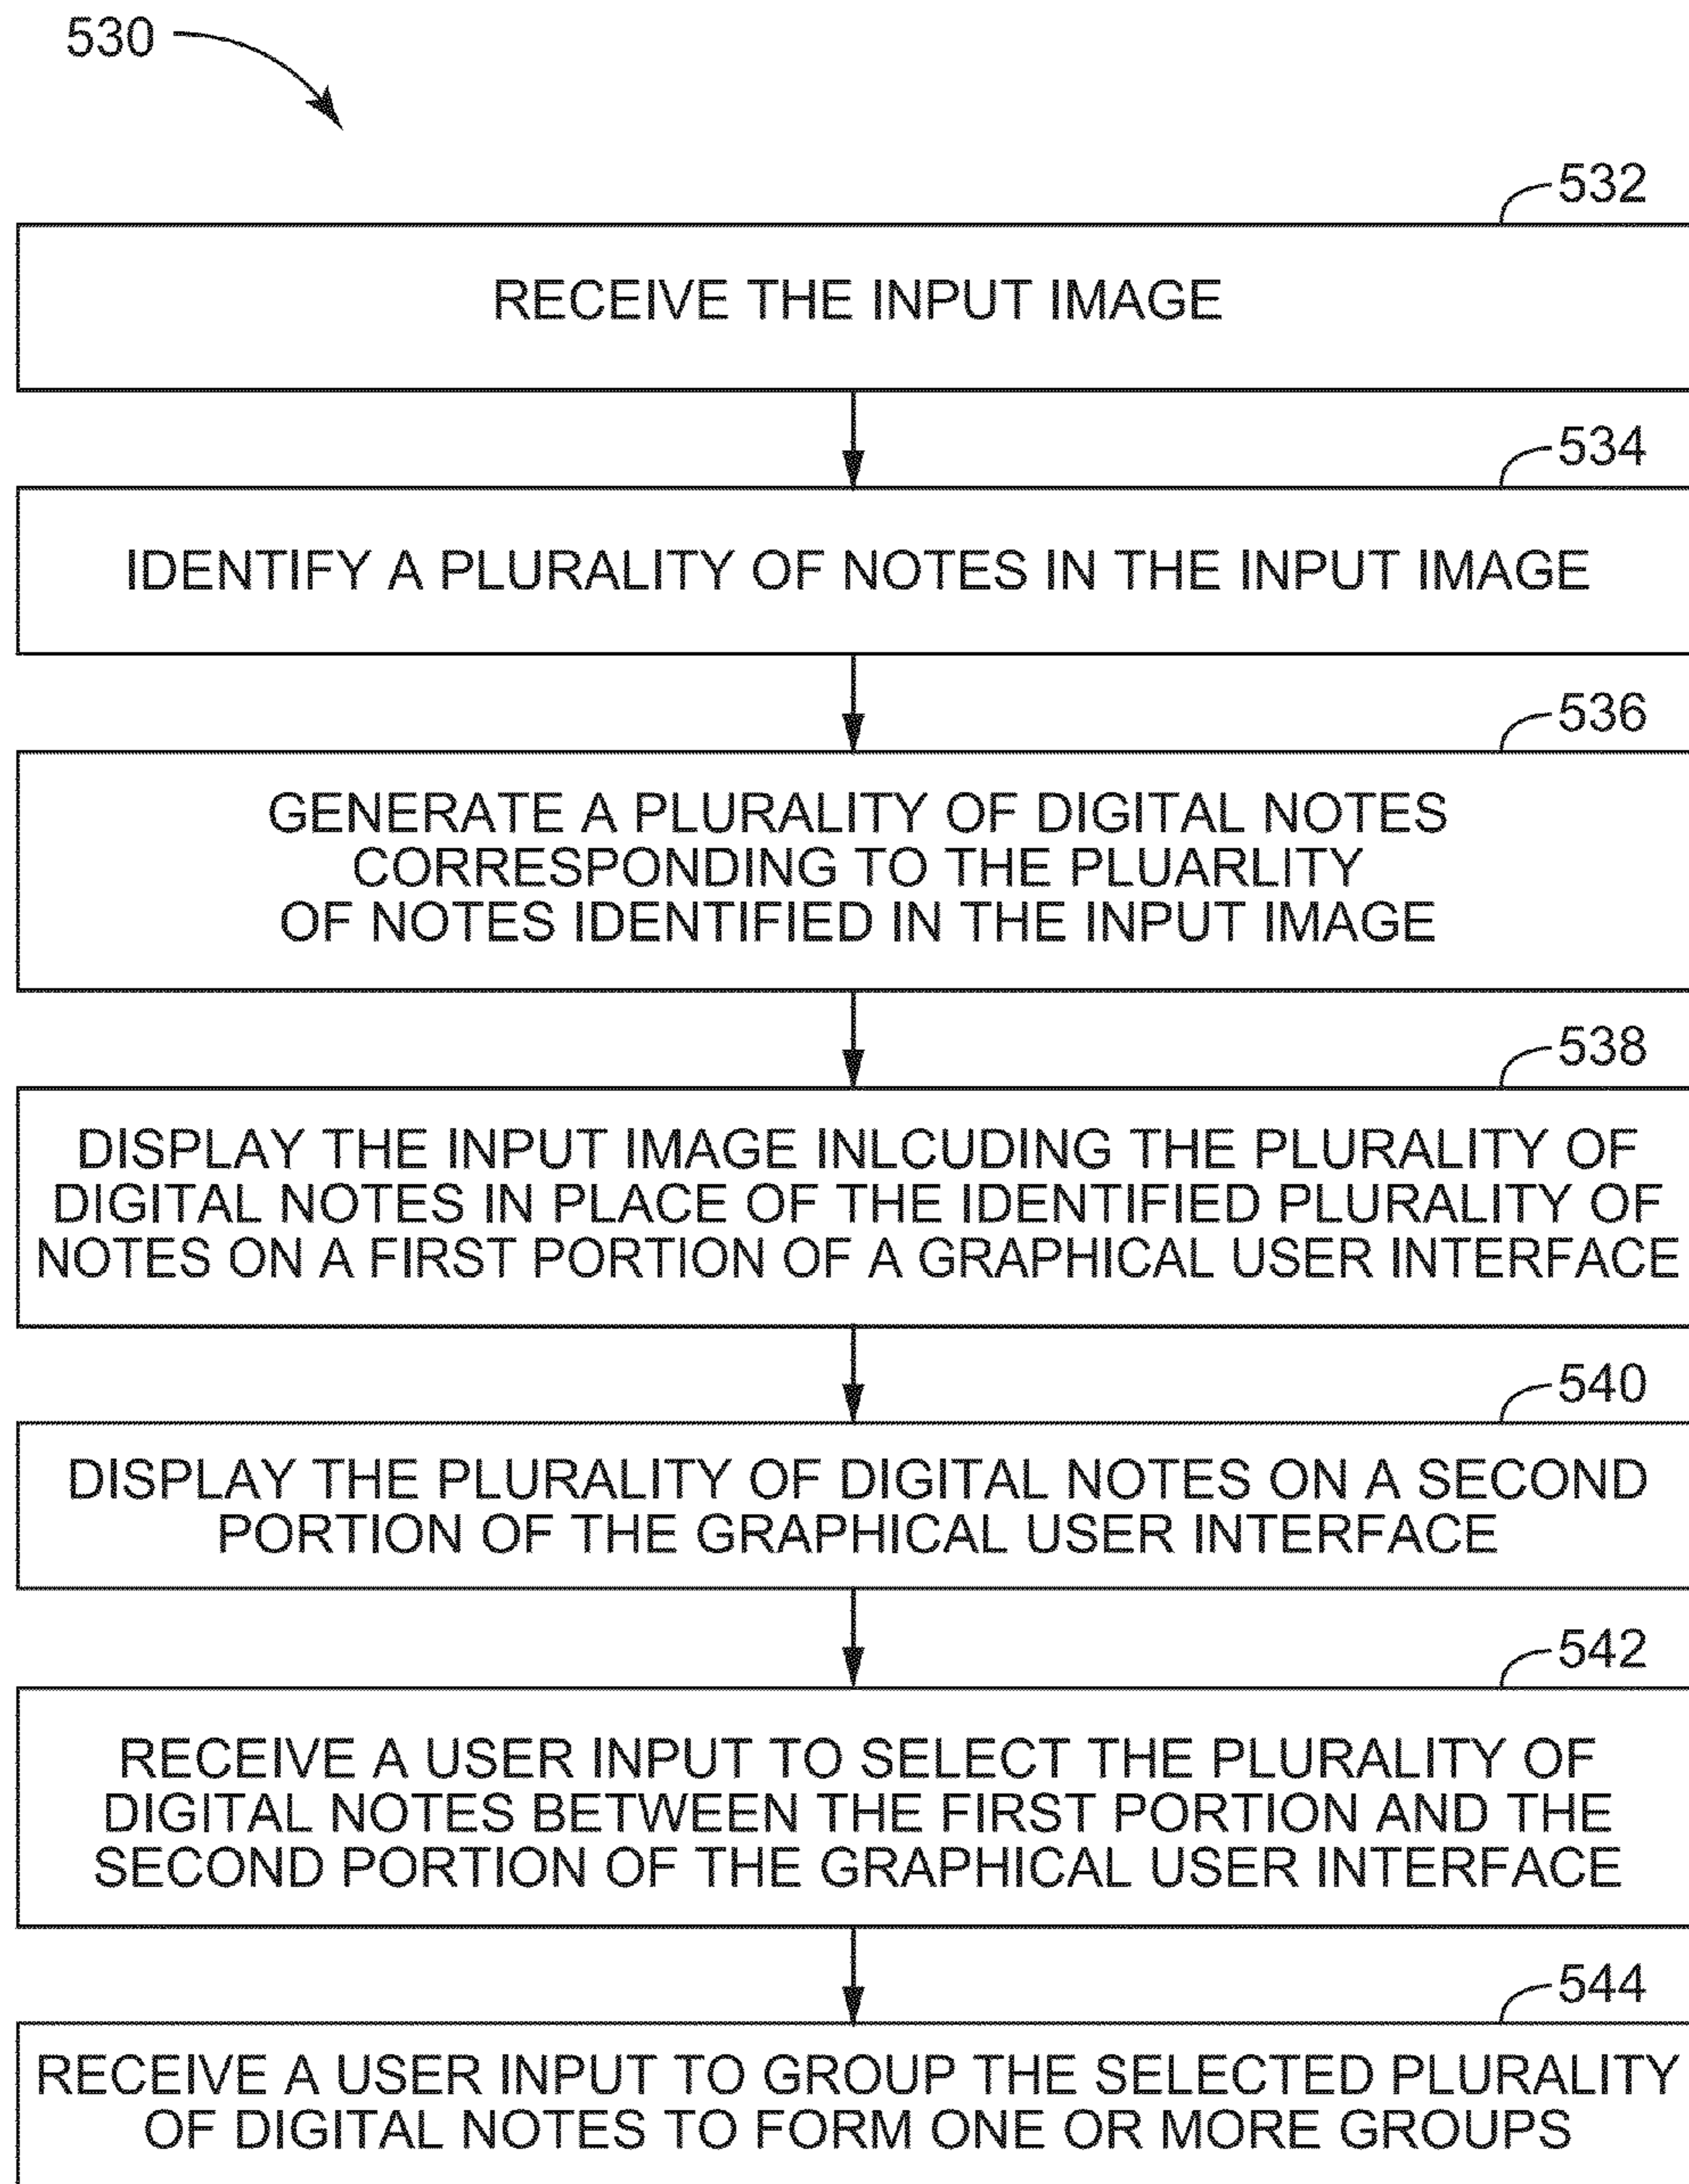 530
532
RECEIVE THE INPUT IMAGE
534
IDENTIFY A PLURALITY OF NOTES IN THE INPUT IMAGE
536
GENERATE A PLURALITY OF DIGITAL NOTES
CORRESPONDING TO THE PLUARLITY
OF NOTES IDENTIFIED IN THE INPUT IMAGE
538
DISPLAY THE INPUT IMAGE INLCUDING THE PLURALITY OF
DIGITAL NOTES IN PLACE OF THE IDENTIFIED PLURALITY OF
NOTES ON A FIRST PORTION OF A GRAPHICAL USER INTERFACE
540
DISPLAY THE PLURALITY OF DIGITAL NOTES ON A SECOND
PORTION OF THE GRAPHICAL USER INTERFACE
542
RECEIVE A USER INPUT TO SELECT THE PLURALITY OF
DIGITAL NOTES BETWEEN THE FIRST PORTION AND THE
SECOND PORTION OF THE GRAPHICAL USER INTERFACE
544
RECEIVE A USER INPUT TO GROUP THE SELECTED PLURALITY
OF DIGITAL NOTES TO FORM ONE OR MORE GROUPS